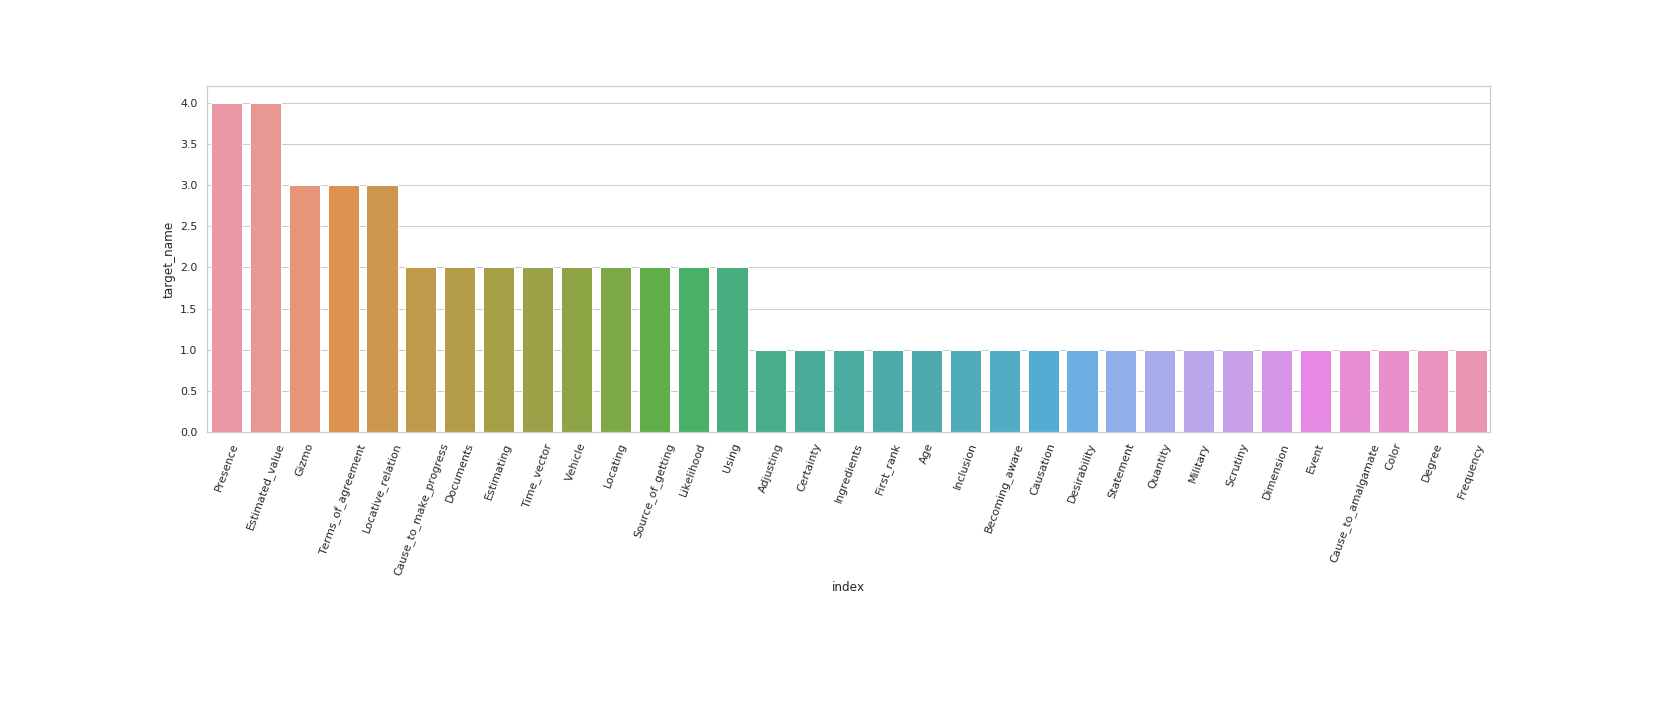 4.0
3.5
3.0
2.5
2.0
1.5
1.0
0.5
0.0
target_name
Presence
Estimated_value
Gizmo
Terms_of_agreement
Locative_relation
Cause_to_make_progress
Documents
Estimating
Time_vector
Vehicle
Locating
Source_of_getting
Likelihood
Using
Adjusting
Certainty
Ingredients
First_rank
Age
Inclusion
Becoming_aware
Causation
Desirability
Statement
Quantity
Military
Scrutiny
Dimension
Event
Cause_to_amalgamate
Color
Degree
Frequency
index